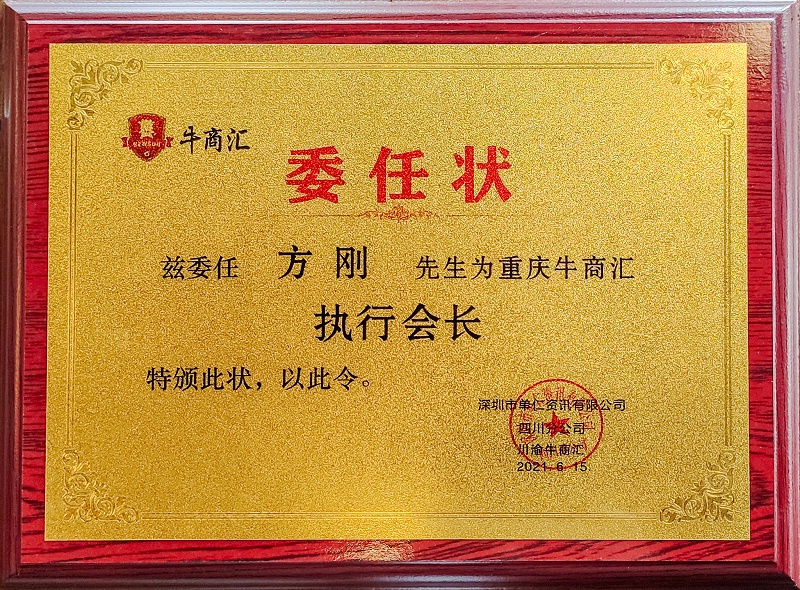 牛商汇
委任状
兹委任 方刚 先生为重庆牛商汇
执行会长
特颁此状，以此令。
深圳市单仁资讯有限公司
四川分公司
川渝牛商汇
2021-6-15